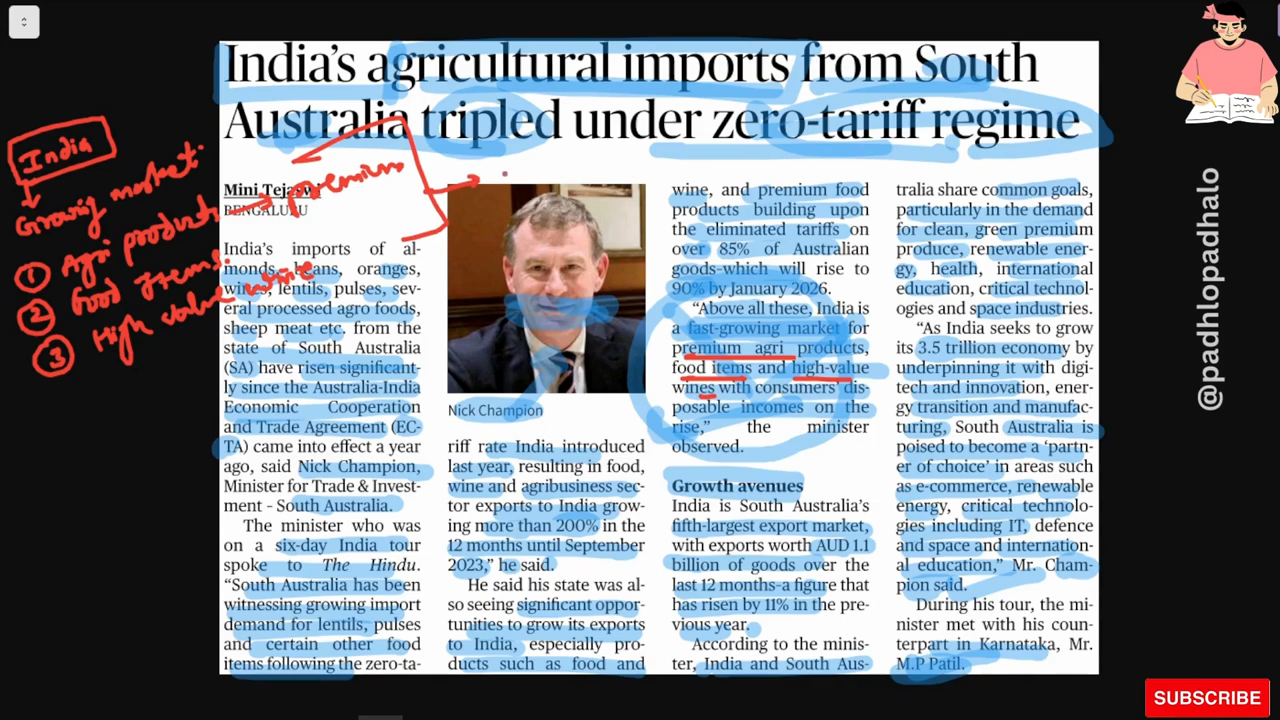 India's agricultural imports from South
Australia tripled under zero-tariff regime
India
Growing market
① Agri products → premium
② Food Items.
③ High value wine
Mini Tejaswi
BENGALURU
India's imports of al-
monds, beans, oranges,
wines, lentils, pulses, sev-
eral processed agro foods,
sheep meat etc. from the
state of South Australia
(SA) have risen significant-
ly since the Australia-India
Economic Cooperation
and Trade Agreement (EC-
TA) came into effect a year
ago, said Nick Champion,
Minister for Trade & Invest-
ment – South Australia.
The minister who was
on a six-day India tour
spoke to The Hindu.
“South Australia has been
witnessing growing import
demand for lentils, pulses
and certain other food
items following the zero-ta-
Nick Champion
riff rate India introduced
last year, resulting in food,
wine and agribusiness sec-
tor exports to India grow-
ing more than 200% in the
12 months until September
2023,” he said.
He said his state was al-
so seeing significant oppor-
tunities to grow its exports
to India, especially pro-
ducts such as food and
wine, and premium food
products building upon
the eliminated tariffs on
over 85% of Australian
goods-which will rise to
90% by January 2026.
“Above all these, India is
a fast-growing market for
premium agri products,
food items and high-value
wines with consumers’ dis-
posable incomes on the
rise,” the minister
observed.
Growth avenues
India is South Australia’s
fifth-largest export market,
with exports worth AUD 1.1
billion of goods over the
last 12 months-a figure that
has risen by 11% in the pre-
vious year.
According to the minis-
ter, India and South Aus-
tralia share common goals,
particularly in the demand
for clean, green premium
produce, renewable ener-
gy, health, international
education, critical technol-
ogies and space industries.
“As India seeks to grow
its 3.5 trillion economy by
underpinning it with digi-
tech and innovation, ener-
gy transition and manufac-
turing, South Australia is
poised to become a ‘partn-
er of choice’ in areas such
as e-commerce, renewable
energy, critical technolo-
gies including IT, defence
and space and internation-
al education,” Mr. Cham-
pion said.
During his tour, the mi-
nister met with his coun-
terpart in Karnataka, Mr.
M.P Patil.
@padhlopadhalo
SUBSCRIBE